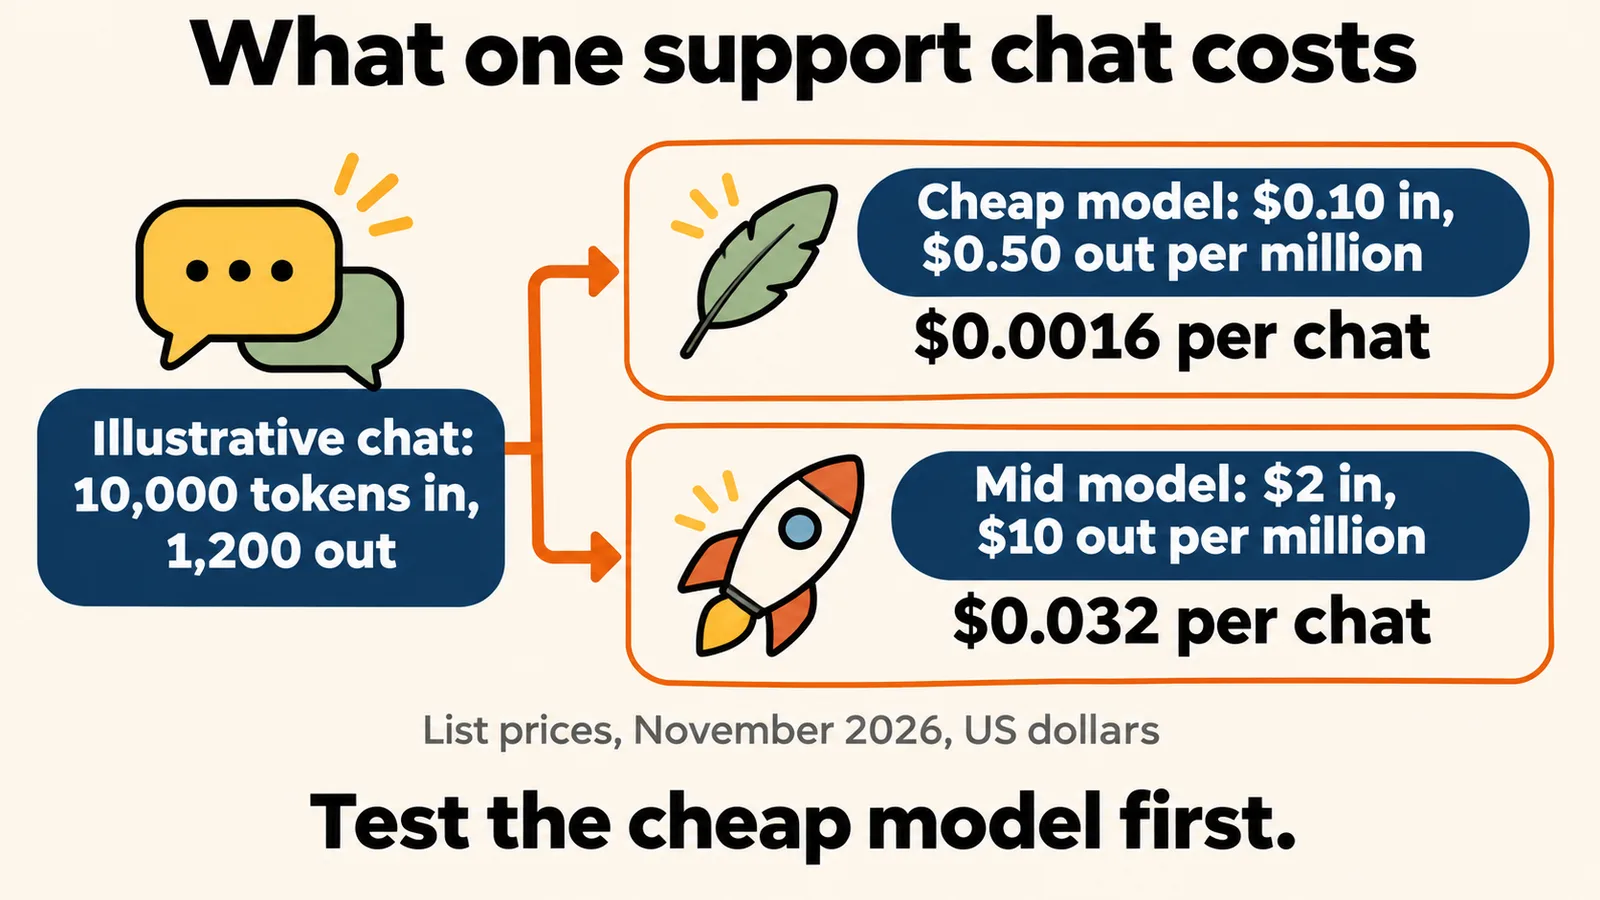 What one support chat costs
Illustrative chat:
10,000 tokens in,
1,200 out
Cheap model: $0.10 in,
$0.50 out per million
$0.0016 per chat
Mid model: $2 in,
$10 out per million
$0.032 per chat
List prices, November 2026, US dollars
Test the cheap model first.